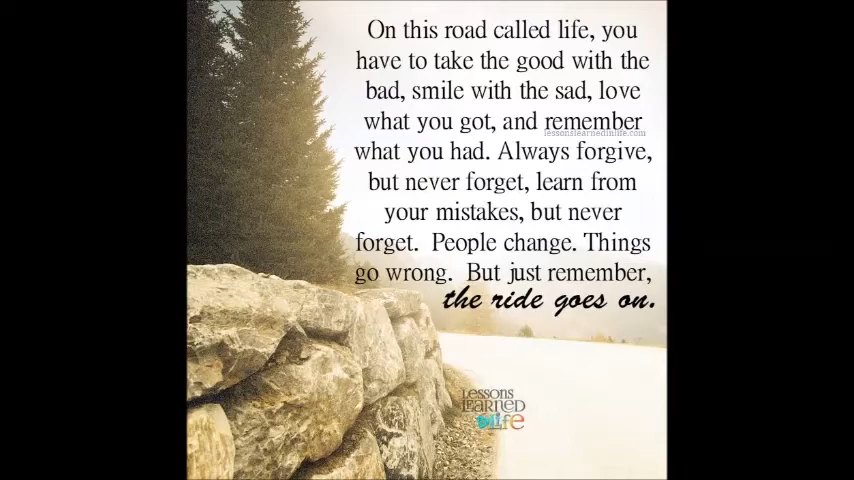 On this road called life, you
have to take the good with the
bad, smile with the sad, love
what you got, and remember
lessonslearnedinlife.com
what you had. Always forgive,
but never forget, learn from
your mistakes, but never
forget. People change. Things
go wrong. But just remember,
the ride goes on.
LESSONS
LEARNED
IN LIFE